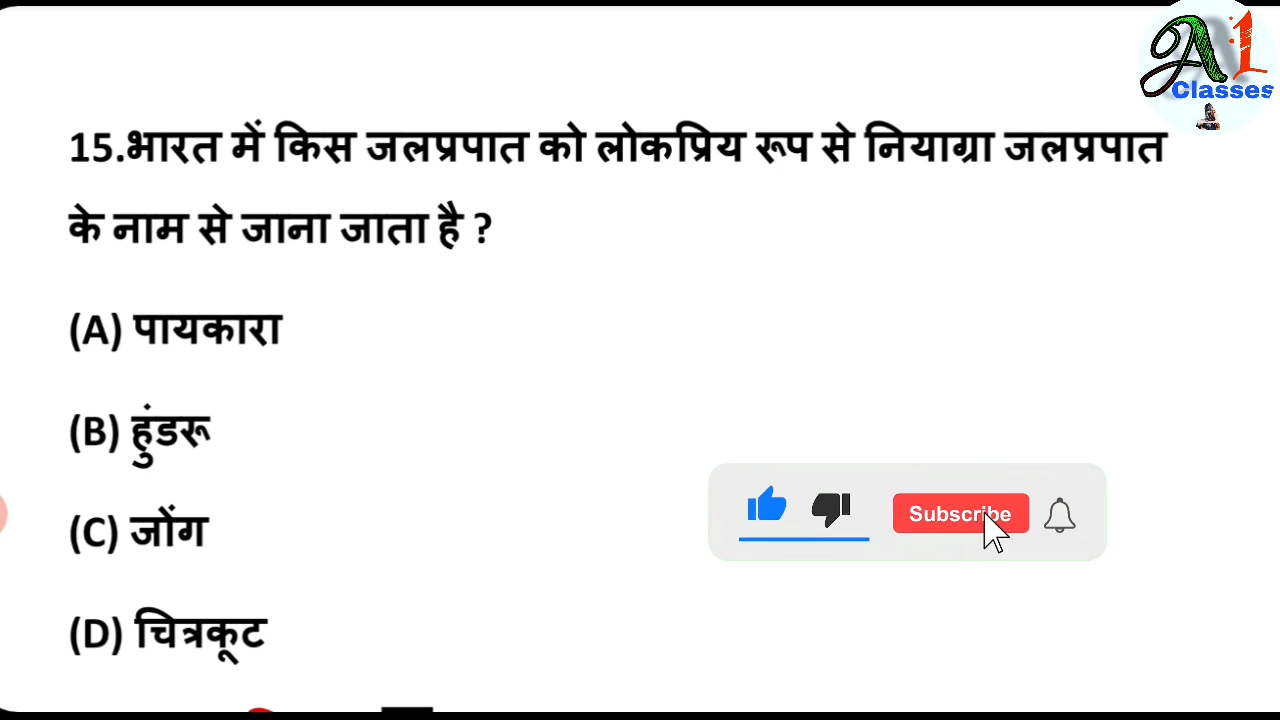 A1
Classes
15.भारत में किस जलप्रपात को लोकप्रिय रूप से नियाग्रा जलप्रपात
के नाम से जाना जाता है ?
(A) पायकारा
(B) हुंडरू
(C) जोंग
Subscribe
(D) चित्रकूट